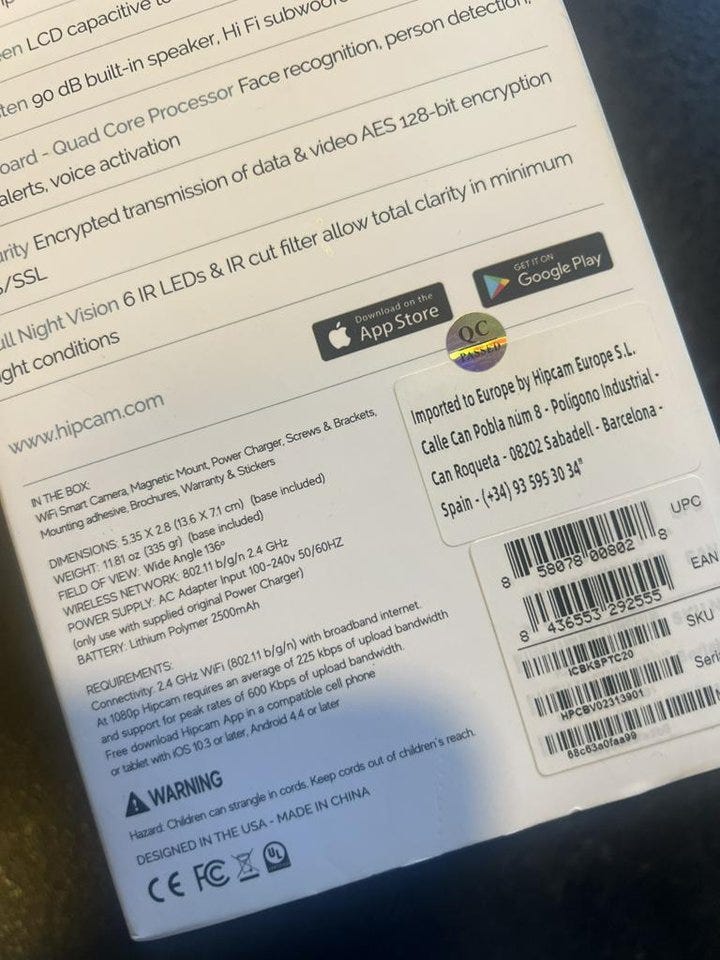 en LCD capacitive to
ten 90 dB built-in speaker, Hi Fi subwoofe
oard - Quad Core Processor Face recognition, person detection,
alerts, voice activation
urity Encrypted transmission of data & video AES 128-bit encryption
S/SSL
ull Night Vision 6 IR LEDs & IR cut filter allow total clarity in minimum
ght conditions
Download on the
App Store
GET IT ON
Google Play
QC
PASSED
www.hipcam.com
Imported to Europe by Hipcam Europe S.L.
Calle Can Pobla núm 8 - Polígono Industrial -
Can Roqueta - 08202 Sabadell - Barcelona -
Spain - (+34) 93 595 30 34"
IN THE BOX:
WiFi Smart Camera, Magnetic Mount, Power Charger, Screws & Brackets,
Mounting adhesive, Brochures, Warranty & Stickers
DIMENSIONS: 5.35 X 2.8 (13.6 X 7.1 cm) (base included)
WEIGHT: 11.81 oz (335 gr) (base included)
FIELD OF VIEW: Wide Angle 136º
WIRELESS NETWORK: 802.11 b/g/n 2.4 GHz
POWER SUPPLY: AC Adapter Input 100-240v 50/60HZ
(only use with supplied original Power Charger)
BATTERY: Lithium Polymer 2500mAh
REQUIREMENTS:
Connectivity: 2.4 GHz WiFi (802.11 b/g/n) with broadband internet.
At 1080p Hipcam requires an average of 225 kbps of upload bandwidth
and support for peak rates of 600 Kbps of upload bandwidth.
Free download Hipcam App in a compatible cell phone
or tablet with iOS 10.3 or later, Android 4.4 or later
WARNING
Hazard: Children can strangle in cords. Keep cords out of children's reach.
DESIGNED IN THE USA - MADE IN CHINA
CE FC UL
UPC
8 58078 00802 8
EAN
8 436553 292555
SKU
ICBKSPTC20
Seri
HPCBV02313901
68c63a0faa99